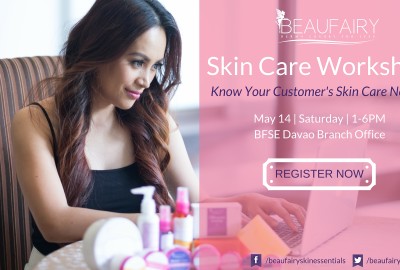 BEAUFAIRY
Skin Care Worksh
Know Your Customer's Skin Care N
May 14 | Saturday | 1-6PM
BFSE Davao Branch Office
REGISTER NOW
/beaufairyskinessentials
/beaufairy